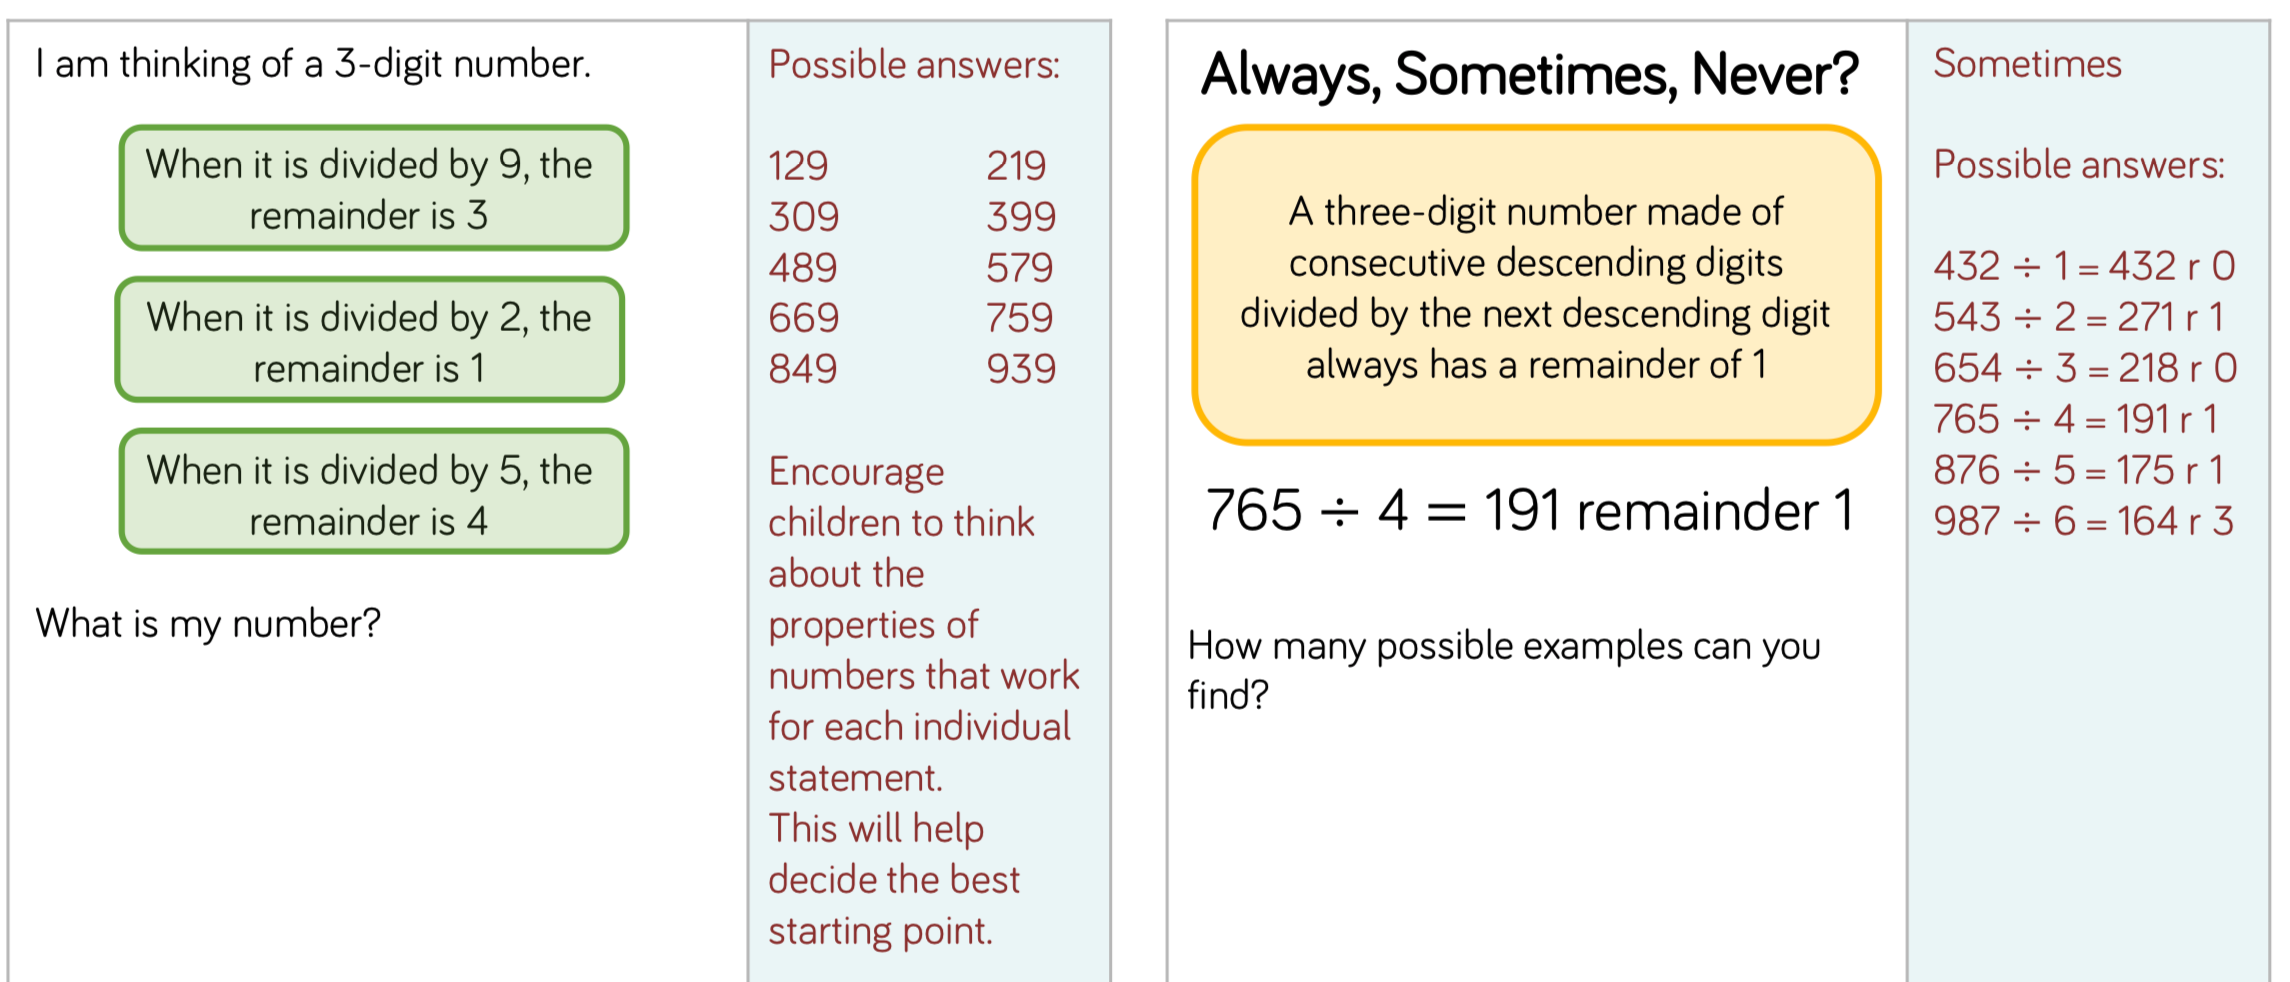 I am thinking of a 3-digit number.
When it is divided by 9, the
remainder is 3
When it is divided by 2, the
remainder is 1
When it is divided by 5, the
remainder is 4
What is my number?
Possible answers:
129 219
309 399
489 579
669 759
849 939
Encourage
children to think
about the
properties of
numbers that work
for each individual
statement.
This will help
decide the best
starting point.
Always, Sometimes, Never?
A three-digit number made of
consecutive descending digits
divided by the next descending digit
always has a remainder of 1
765 ÷ 4 = 191 remainder 1
How many possible examples can you
find?
Sometimes
Possible answers:
432 ÷ 1 = 432 r 0
543 ÷ 2 = 271 r 1
654 ÷ 3 = 218 r 0
765 ÷ 4 = 191 r 1
876 ÷ 5 = 175 r 1
987 ÷ 6 = 164 r 3